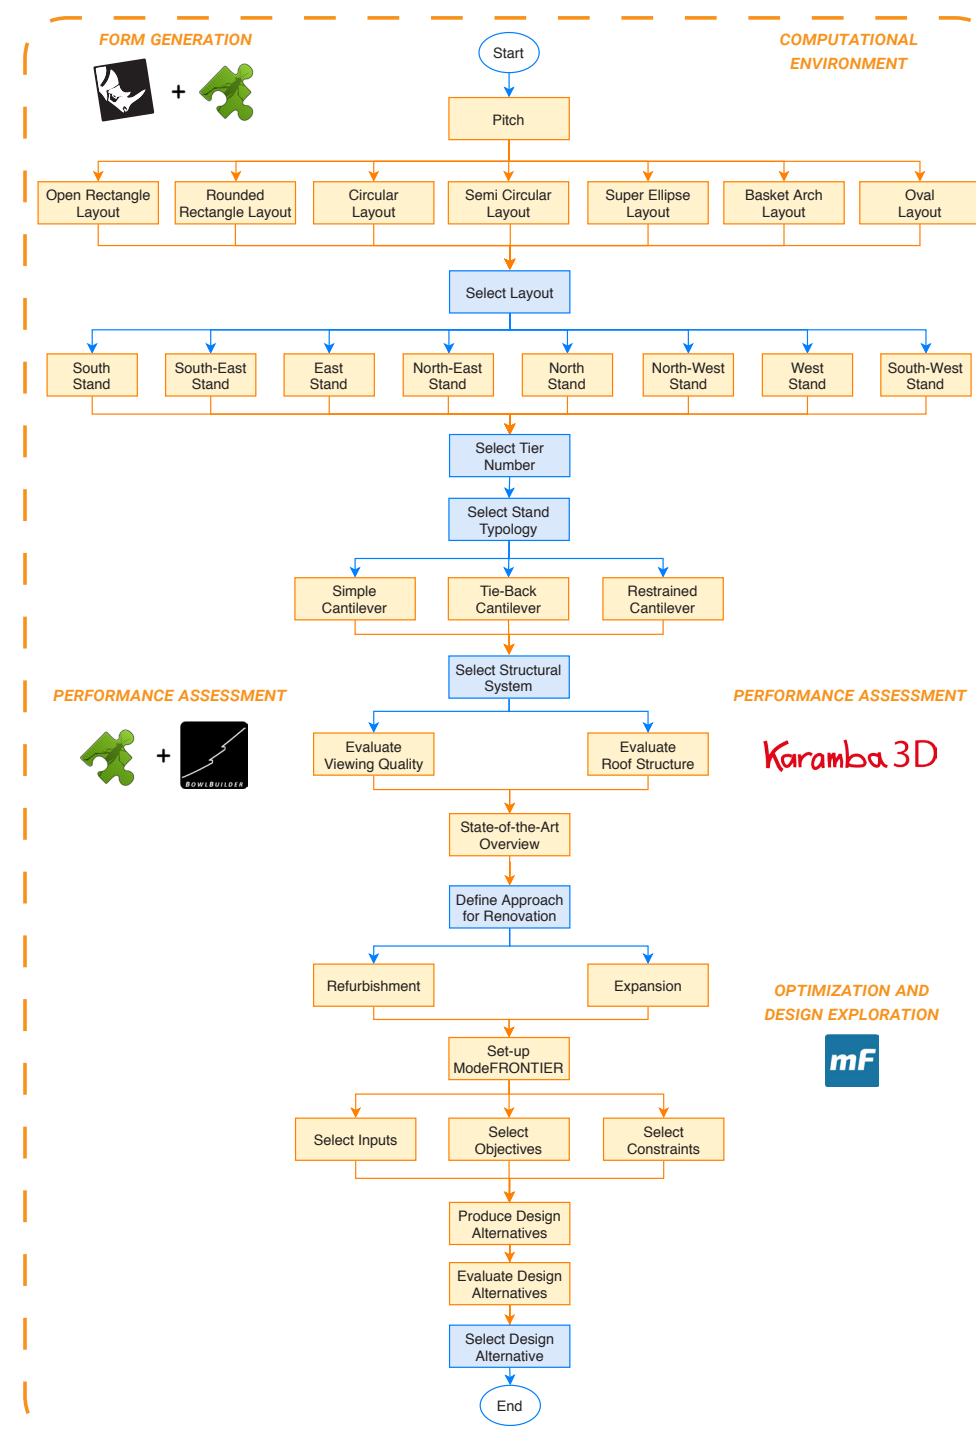 FORM GENERATION
COMPUTATIONAL
ENVIRONMENT
+
Start
Pitch
Open Rectangle
Layout
Rounded
Rectangle Layout
Circular
Layout
Semi Circular
Layout
Super Ellipse
Layout
Basket Arch
Layout
Oval
Layout
Select Layout
South
Stand
South-East
Stand
East
Stand
North-East
Stand
North
Stand
North-West
Stand
West
Stand
South-West
Stand
Select Tier
Number
Select Stand
Typology
Simple
Cantilever
Tie-Back
Cantilever
Restrained
Cantilever
Select Structural
System
PERFORMANCE ASSESSMENT
+
BOWLBUILDER
PERFORMANCE ASSESSMENT
Karamba 3D
Evaluate
Viewing Quality
Evaluate
Roof Structure
State-of-the-Art
Overview
Define Approach
for Renovation
Refurbishment
Expansion
OPTIMIZATION AND
DESIGN EXPLORATION
mF
Set-up
ModeFRONTIER
Select Inputs
Select
Objectives
Select
Constraints
Produce Design
Alternatives
Evaluate Design
Alternatives
Select Design
Alternative
End